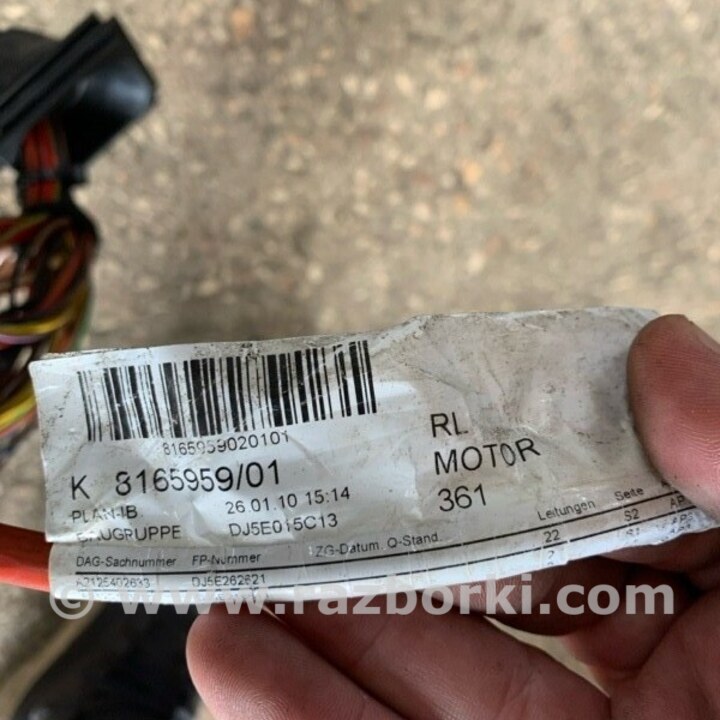 8165959020101
K 8165959/01
PLAN-IB 26.01.10 15:14
BAUGRUPPE DJ5E015C13
RL
MOTOR
361
DAG-Sachnummer FP-Nummer ZG-Datum Q-Stand Leitungen Seite
A2125402633 DJ5E262621 22 S2
© www.razborki.com